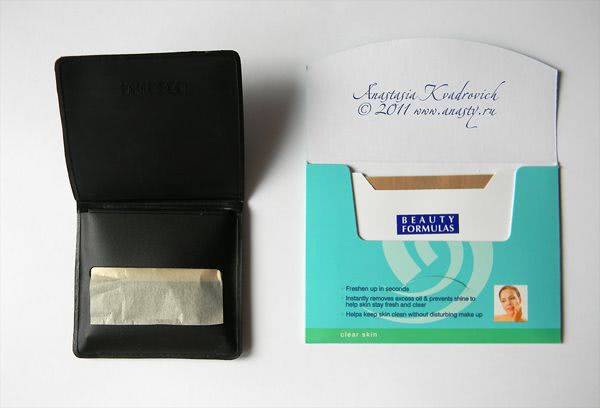 Anastasia Kvadrovich
© 2011 www.anasty.ru
BEAUTY
FORMULAS
Freshen up in seconds
Instantly removes excess oil & prevents shine to
help skin stay fresh and clear
Helps keep skin clean without disturbing make up
clear skin